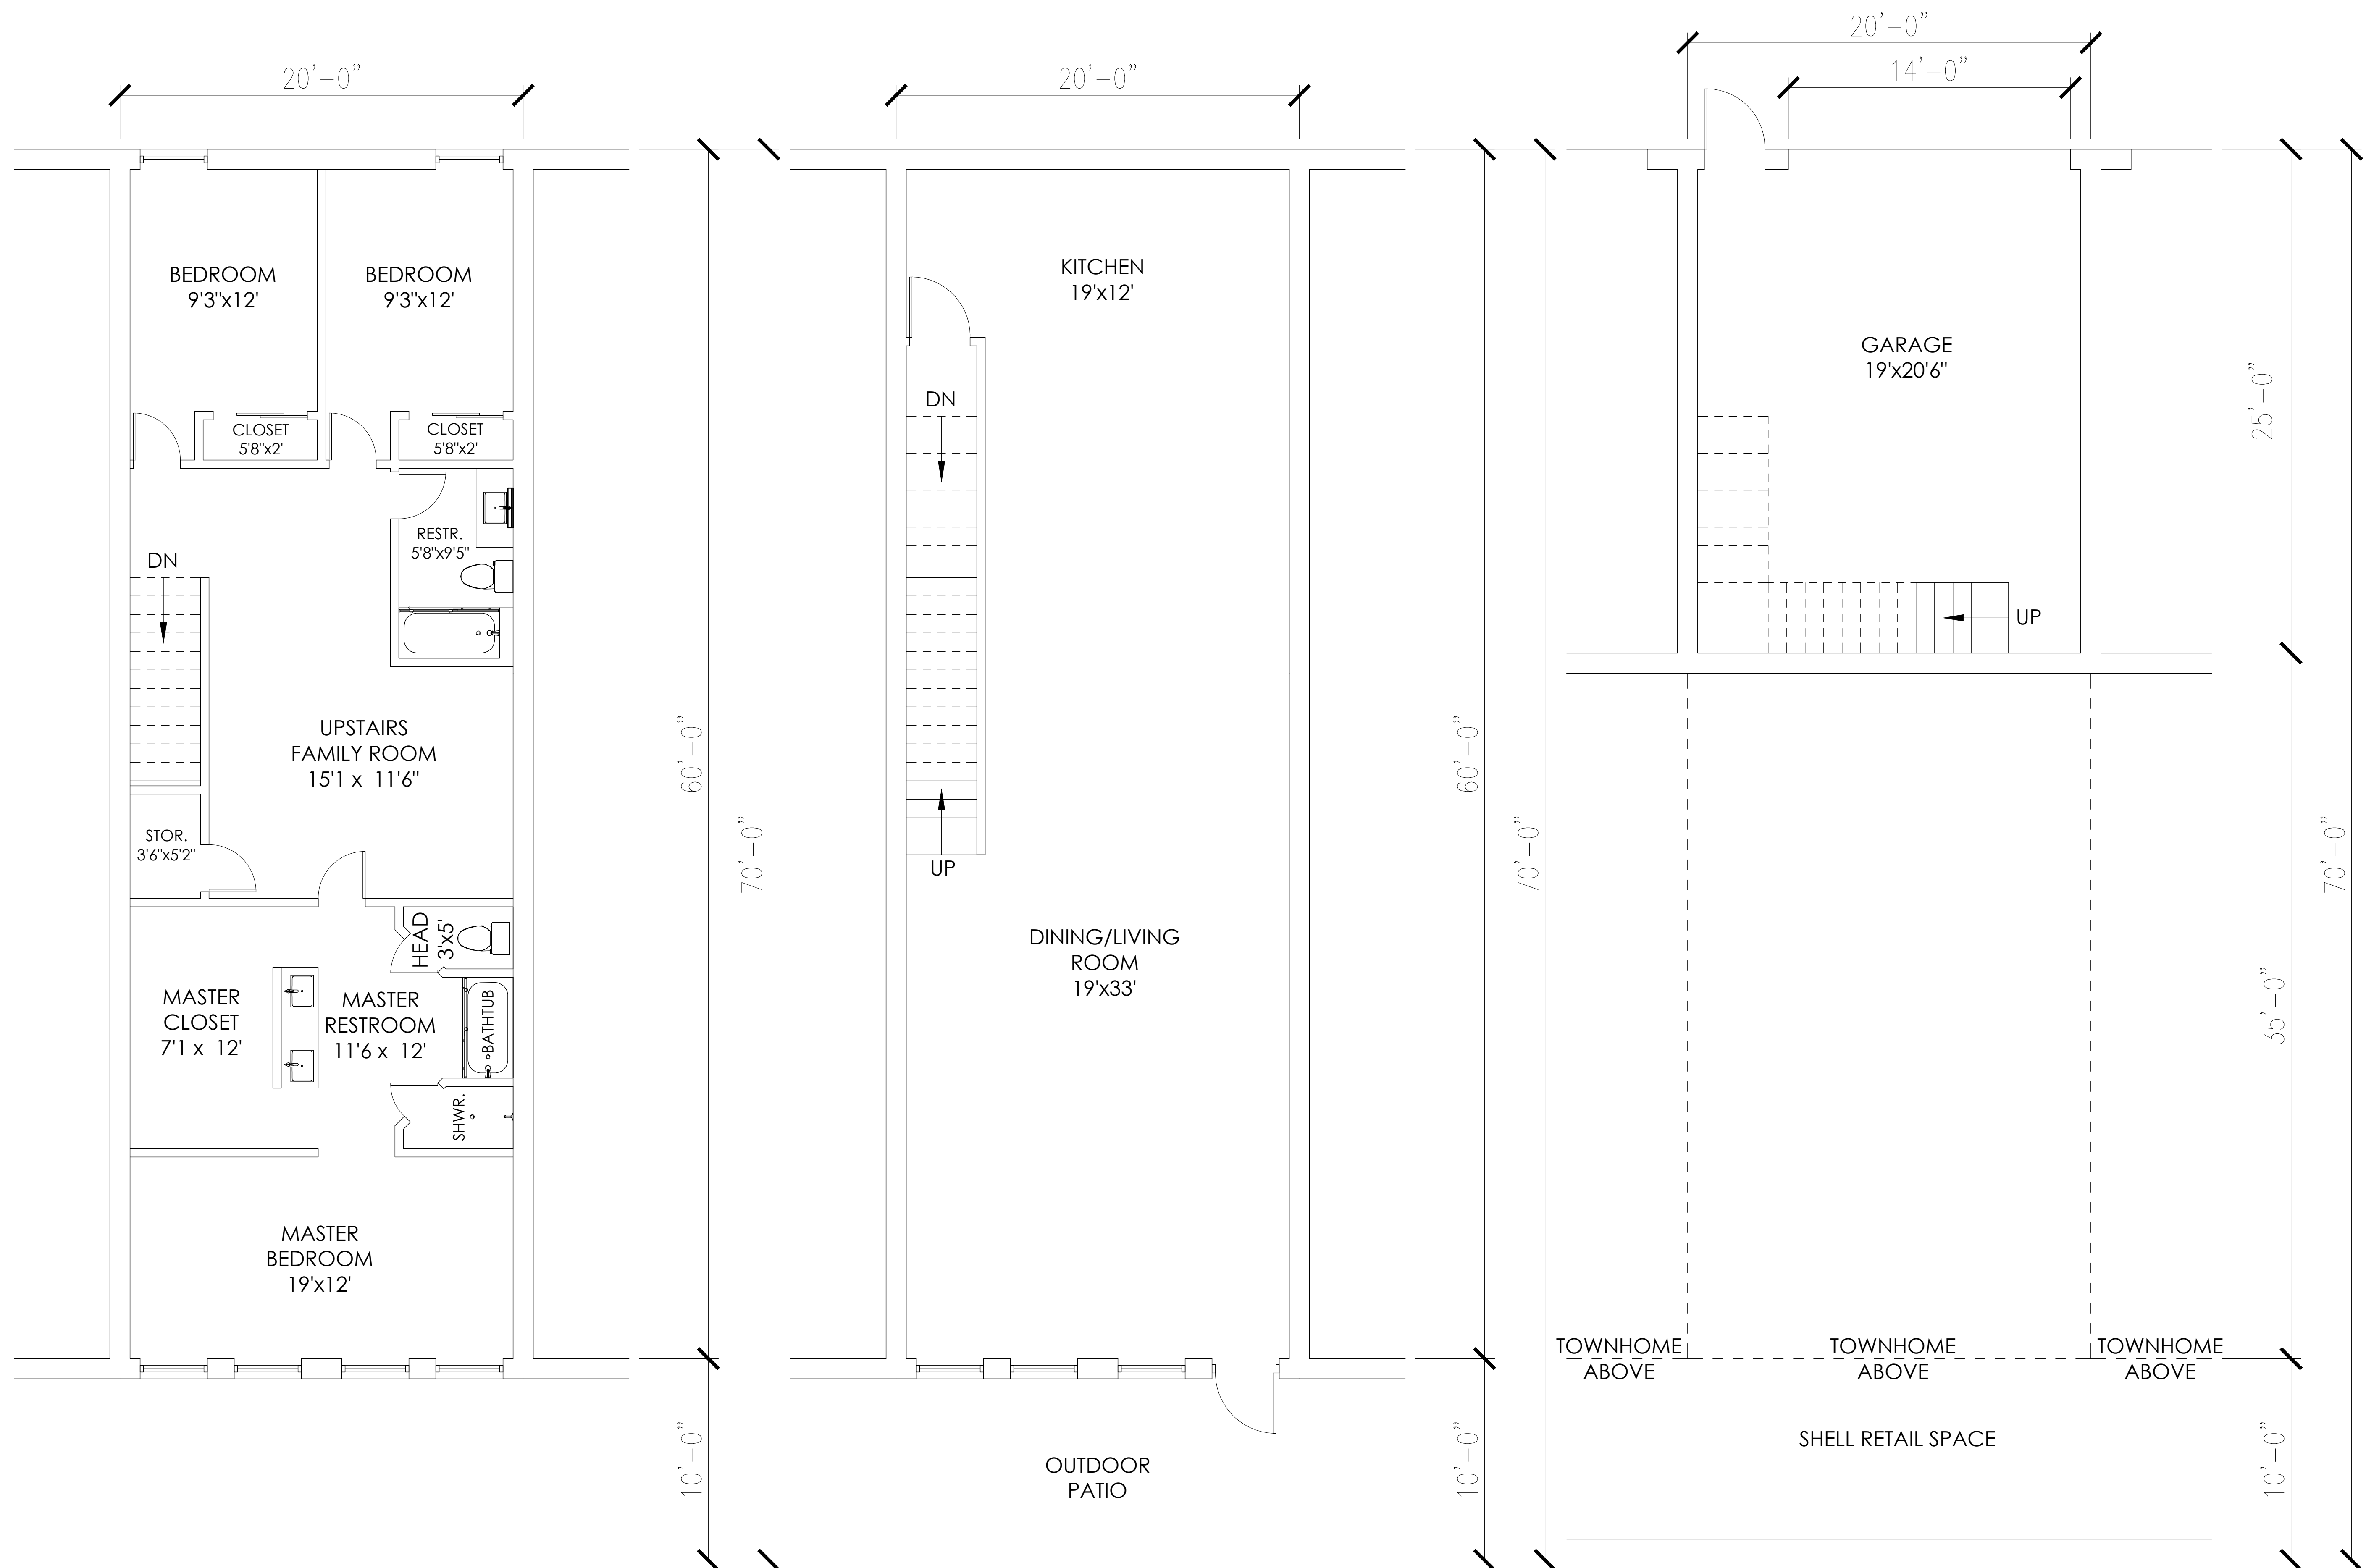 20'-0"
BEDROOM
9'3"x12'
BEDROOM
9'3"x12'
CLOSET
5'8"x2'
CLOSET
5'8"x2'
RESTR.
5'8"x9'5"
DN
UPSTAIRS
FAMILY ROOM
15'1 x 11'6"
STOR.
3'6"x5'2"
HEAD
3'x5'
MASTER
CLOSET
7'1 x 12'
MASTER
RESTROOM
11'6 x 12'
BATHTUB
SHWR.
MASTER
BEDROOM
19'x12'
60'-0"
70'-0"
10'-0"
20'-0"
KITCHEN
19'x12'
DN
UP
DINING/LIVING
ROOM
19'x33'
OUTDOOR
PATIO
60'-0"
70'-0"
10'-0"
20'-0"
14'-0"
GARAGE
19'x20'6"
UP
25'-0"
70'-0"
35'-0"
TOWNHOME
ABOVE
TOWNHOME
ABOVE
TOWNHOME
ABOVE
SHELL RETAIL SPACE
10'-0"